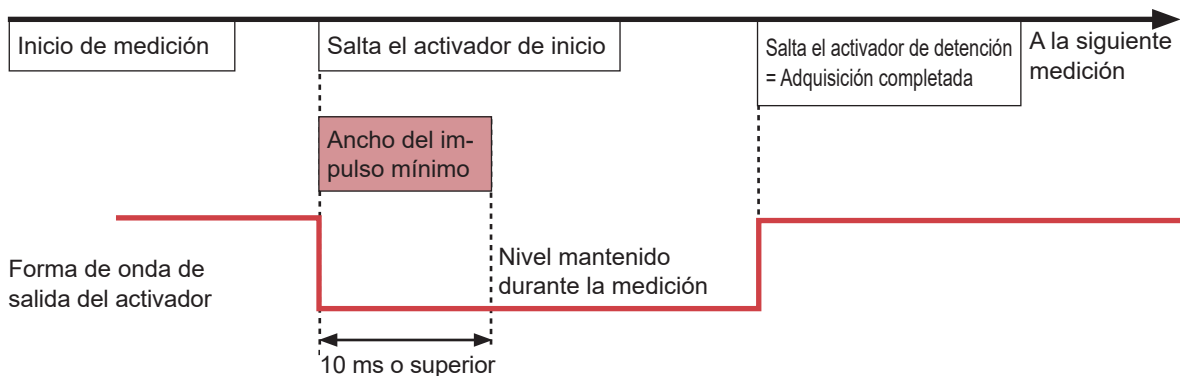 Inicio de medición
Salta el activador de inicio
Salta el activador de detención
= Adquisición completada
A la siguiente
medición
Ancho del im-
pulso mínimo
Nivel mantenido
durante la medición
Forma de onda de
salida del activador
10 ms o superior